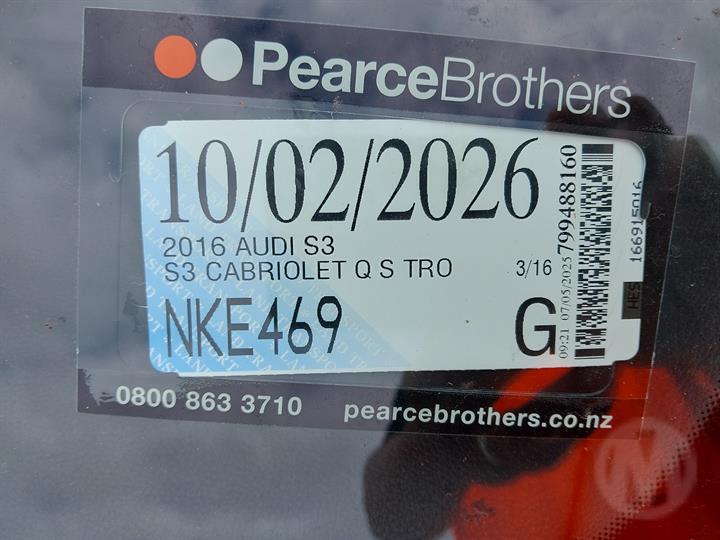 PearceBrothers
10/02/2026
2016 AUDI S3
S3 CABRIOLET Q S TRO 3/16
NKE469 G
09:21 07/05/2025 799488160
166915016
0800 863 3710 pearcebrothers.co.nz
M